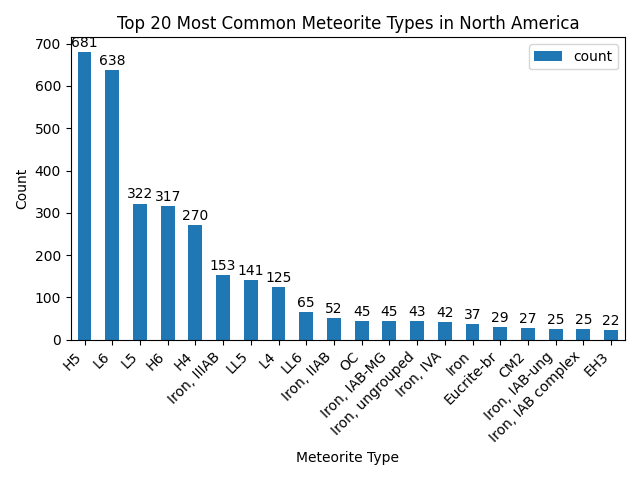 Top 20 Most Common Meteorite Types in North America
count
Count
700
600
500
400
300
200
100
0
681
638
322
317
270
153
141
125
65
52
45
45
43
42
37
29
27
25
25
22
H5
L6
L5
H6
H4
Iron, IIIAB
LL5
L4
LL6
Iron, IIAB
OC
Iron, IAB-MG
Iron, ungrouped
Iron, IVA
Iron
Eucrite-br
CM2
Iron, IAB-ung
Iron, IAB complex
EH3
Meteorite Type